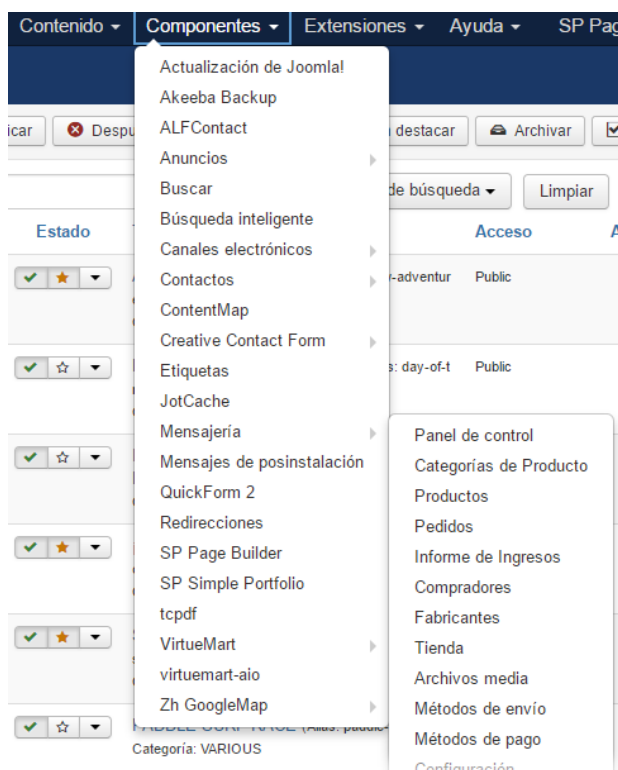 Contenido
Componentes
Extensiones
Ayuda
Actualización de Joomla!
Akeeba Backup
ALFContact
Anuncios
Buscar
Búsqueda inteligente
Canales electrónicos
Contactos
ContentMap
Creative Contact Form
Etiquetas
JotCache
Mensajería
Mensajes de posinstalación
QuickForm 2
Redirecciones
SP Page Builder
SP Simple Portfolio
tcpdf
VirtueMart
virtuemart-aio
Zh GoogleMap
Panel de control
Categorías de Producto
Productos
Pedidos
Informe de Ingresos
Compradores
Fabricantes
Tienda
Archivos media
Métodos de envío
Métodos de pago
Configuración
destacar
Archivar
de búsqueda
Limpiar
Estado
Acceso
Public
day-of-t
Public
Categoría: VARIOUS